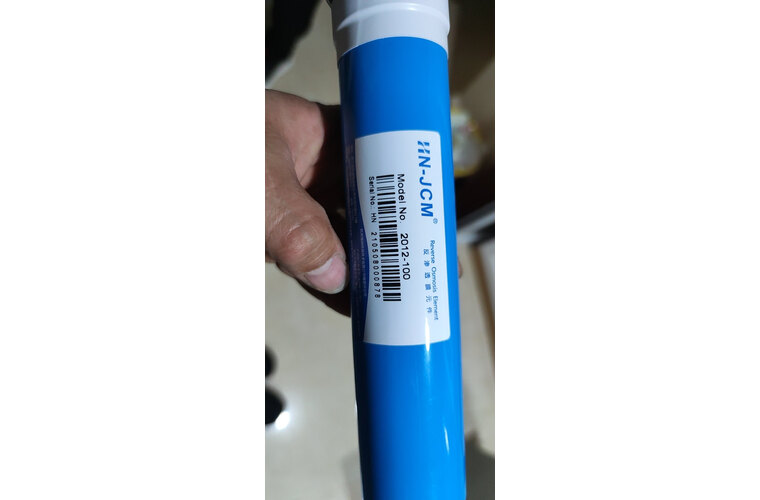 HN-JCM®
Reverse Osmosis Element
反渗透膜元件
Model No. 2012-100
Serial No.: HN 210508000878